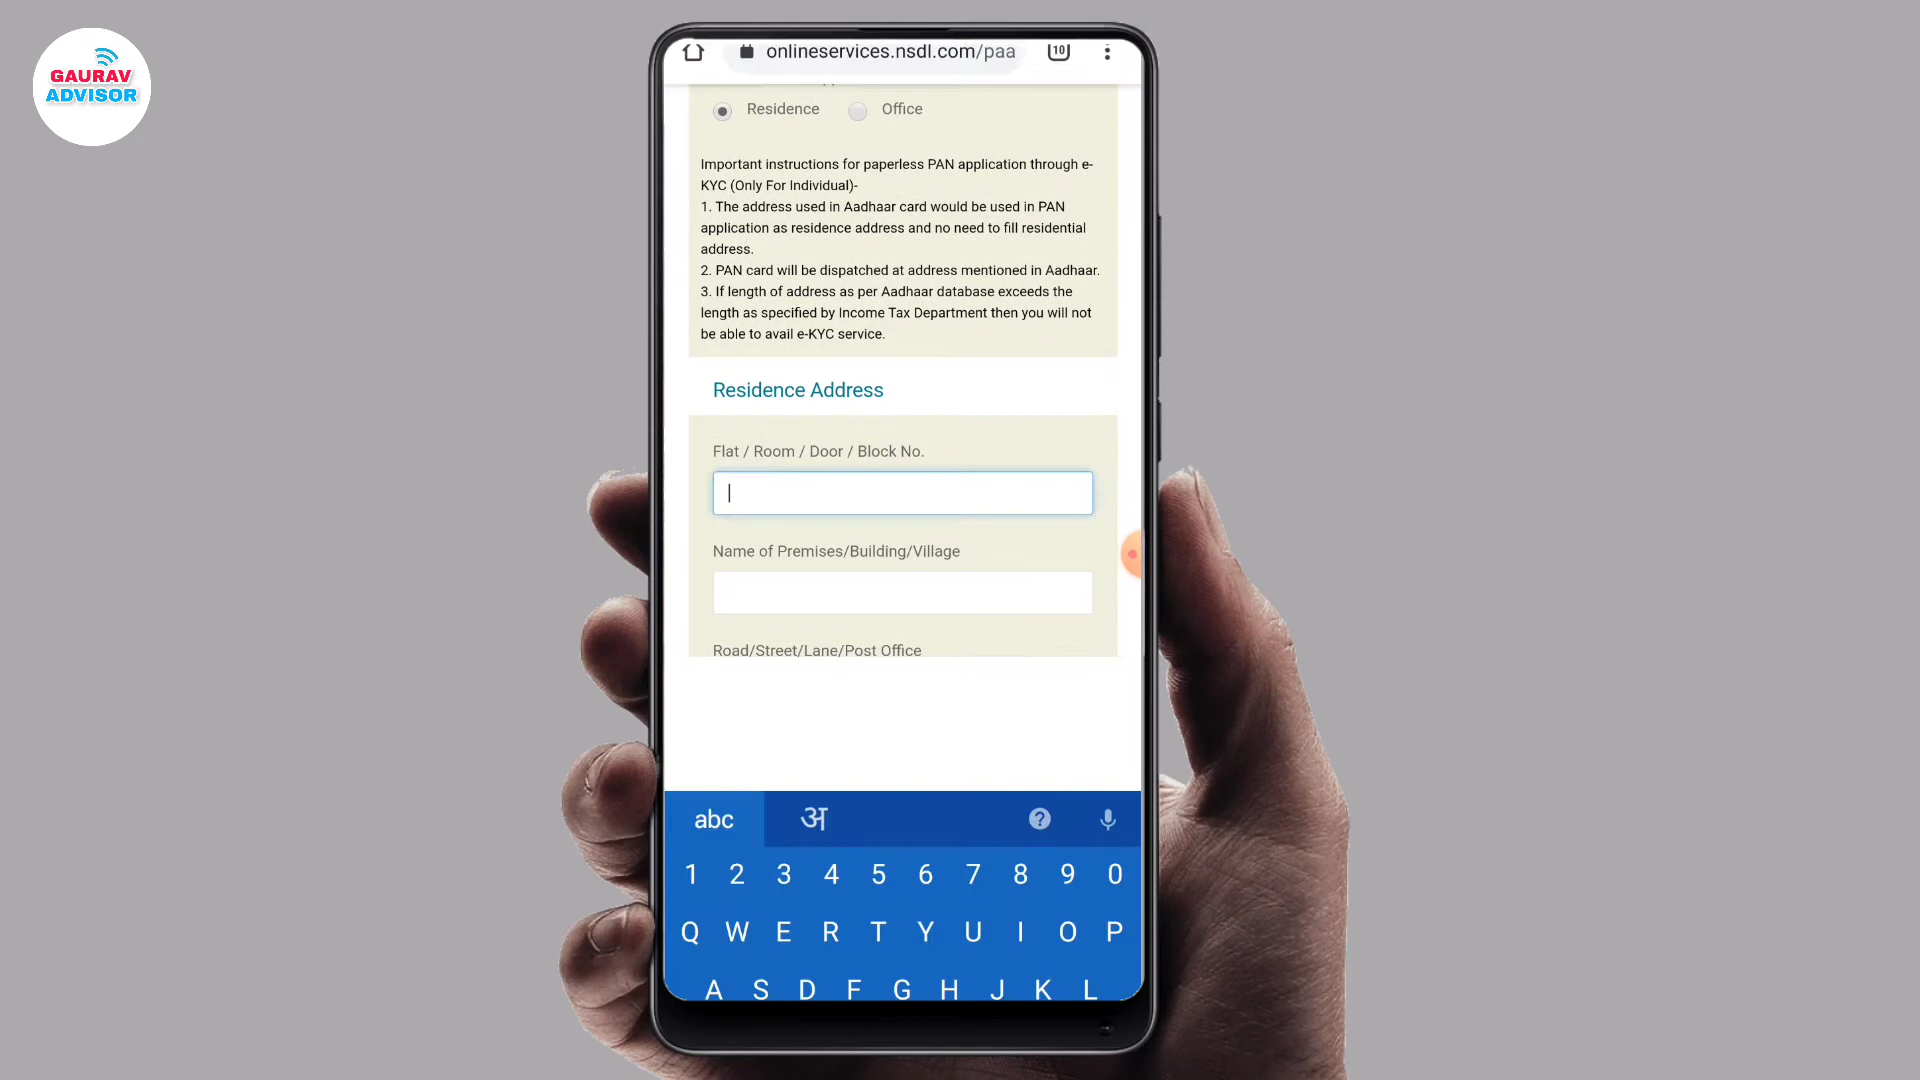 GAURAV
ADVISOR
onlineservices.nsdl.com/paa
10
Residence
Office
Important instructions for paperless PAN application through e-
KYC (Only For Individual)-
1. The address used in Aadhaar card would be used in PAN
application as residence address and no need to fill residential
address.
2. PAN card will be dispatched at address mentioned in Aadhaar.
3. If length of address as per Aadhaar database exceeds the
length as specified by Income Tax Department then you will not
be able to avail e-KYC service.
Residence Address
Flat / Room / Door / Block No.
Name of Premises/Building/Village
Road/Street/Lane/Post Office
abc अ ?
1 2 3 4 5 6 7 8 9 0
Q W E R T Y U I O P
A S D F G H J K L